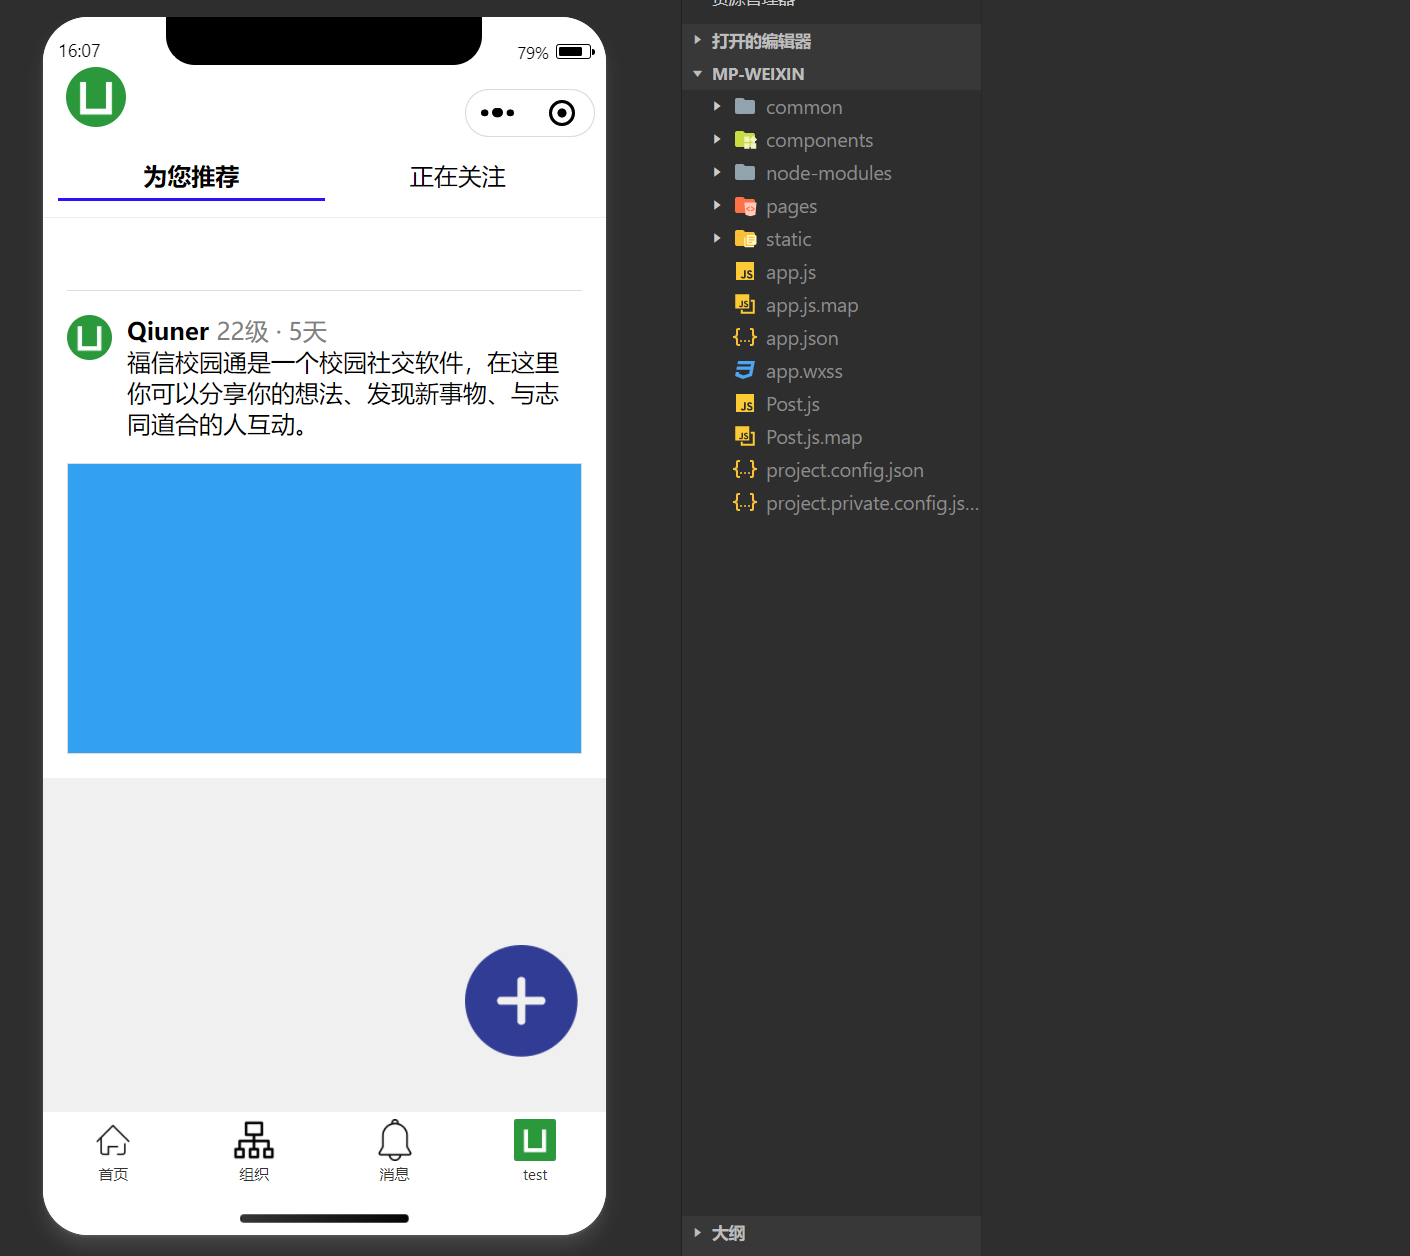 16:07
79%
为您推荐
正在关注
Qiuner 22级 · 5天
福信校园通是一个校园社交软件，在这里
你可以分享你的想法、发现新事物、与志
同道合的人互动。
首页
组织
消息
test
资源管理器
打开的编辑器
MP-WEIXIN
common
components
node-modules
pages
static
app.js
app.js.map
app.json
app.wxss
Post.js
Post.js.map
project.config.json
project.private.config.js...
大纲